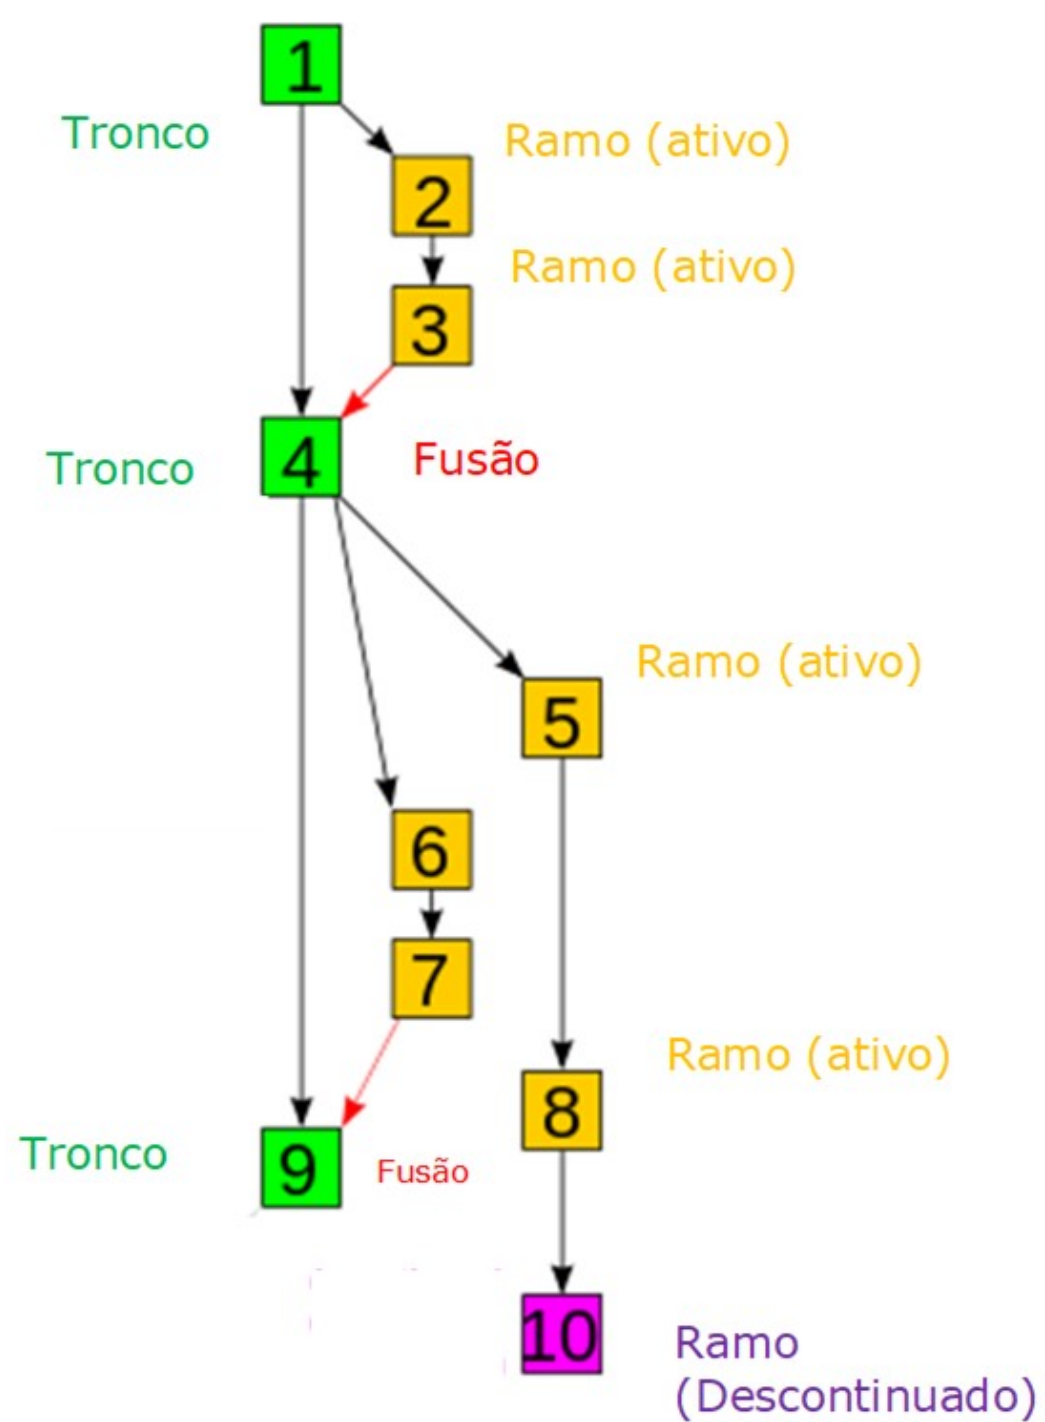 1
Tronco
Ramo (ativo)
2
Ramo (ativo)
3
4
Tronco
Fusão
Ramo (ativo)
5
6
7
Ramo (ativo)
8
Tronco
9
Fusão
10
Ramo
(Descontinuado)